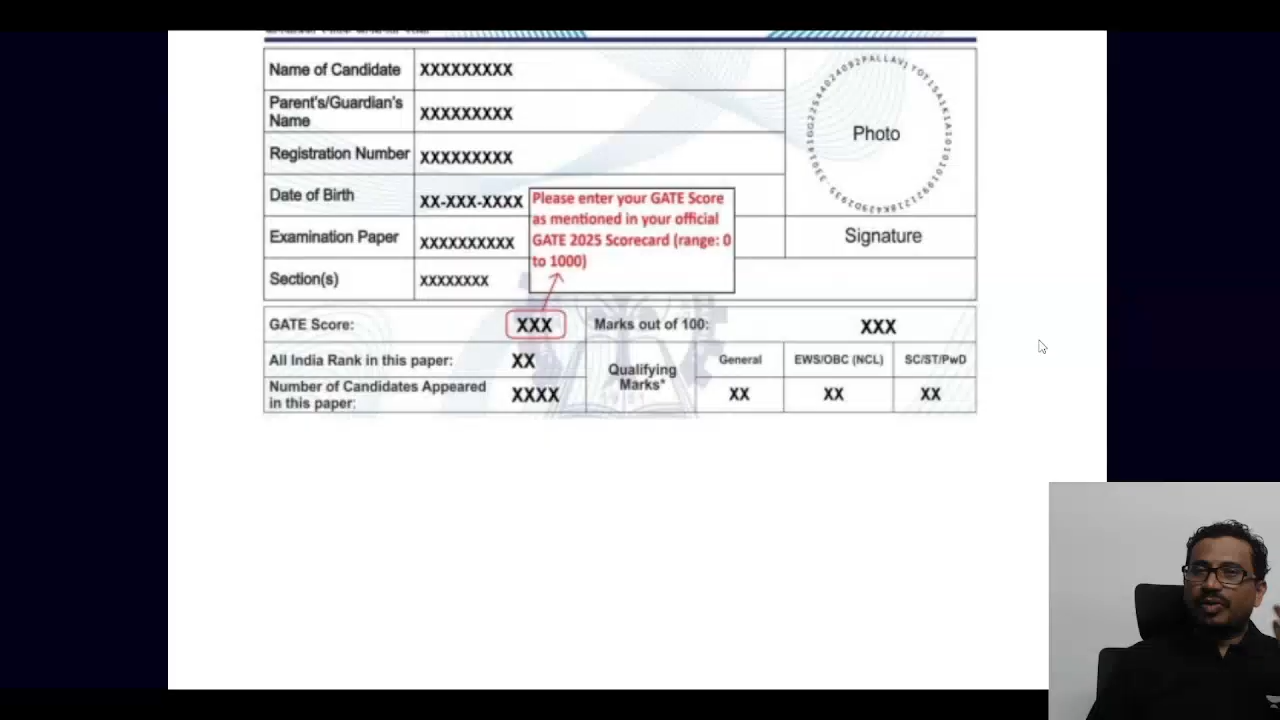 Name of Candidate XXXXXXXXX
Parent's/Guardian's
Name
XXXXXXXXX
Registration Number XXXXXXXXX
Date of Birth XX-XXX-XXXX
Examination Paper XXXXXXXXXX
Section(s) XXXXXXXX
Photo
Signature
Please enter your GATE Score
as mentioned in your official
GATE 2025 Scorecard (range: 0
to 1000)
GATE Score: XXX
Marks out of 100: XXX
All India Rank in this paper: XX
Number of Candidates Appeared
in this paper:
XXXX
Qualifying
Marks*
General EWS/OBC (NCL) SC/ST/PwD
XX XX XX